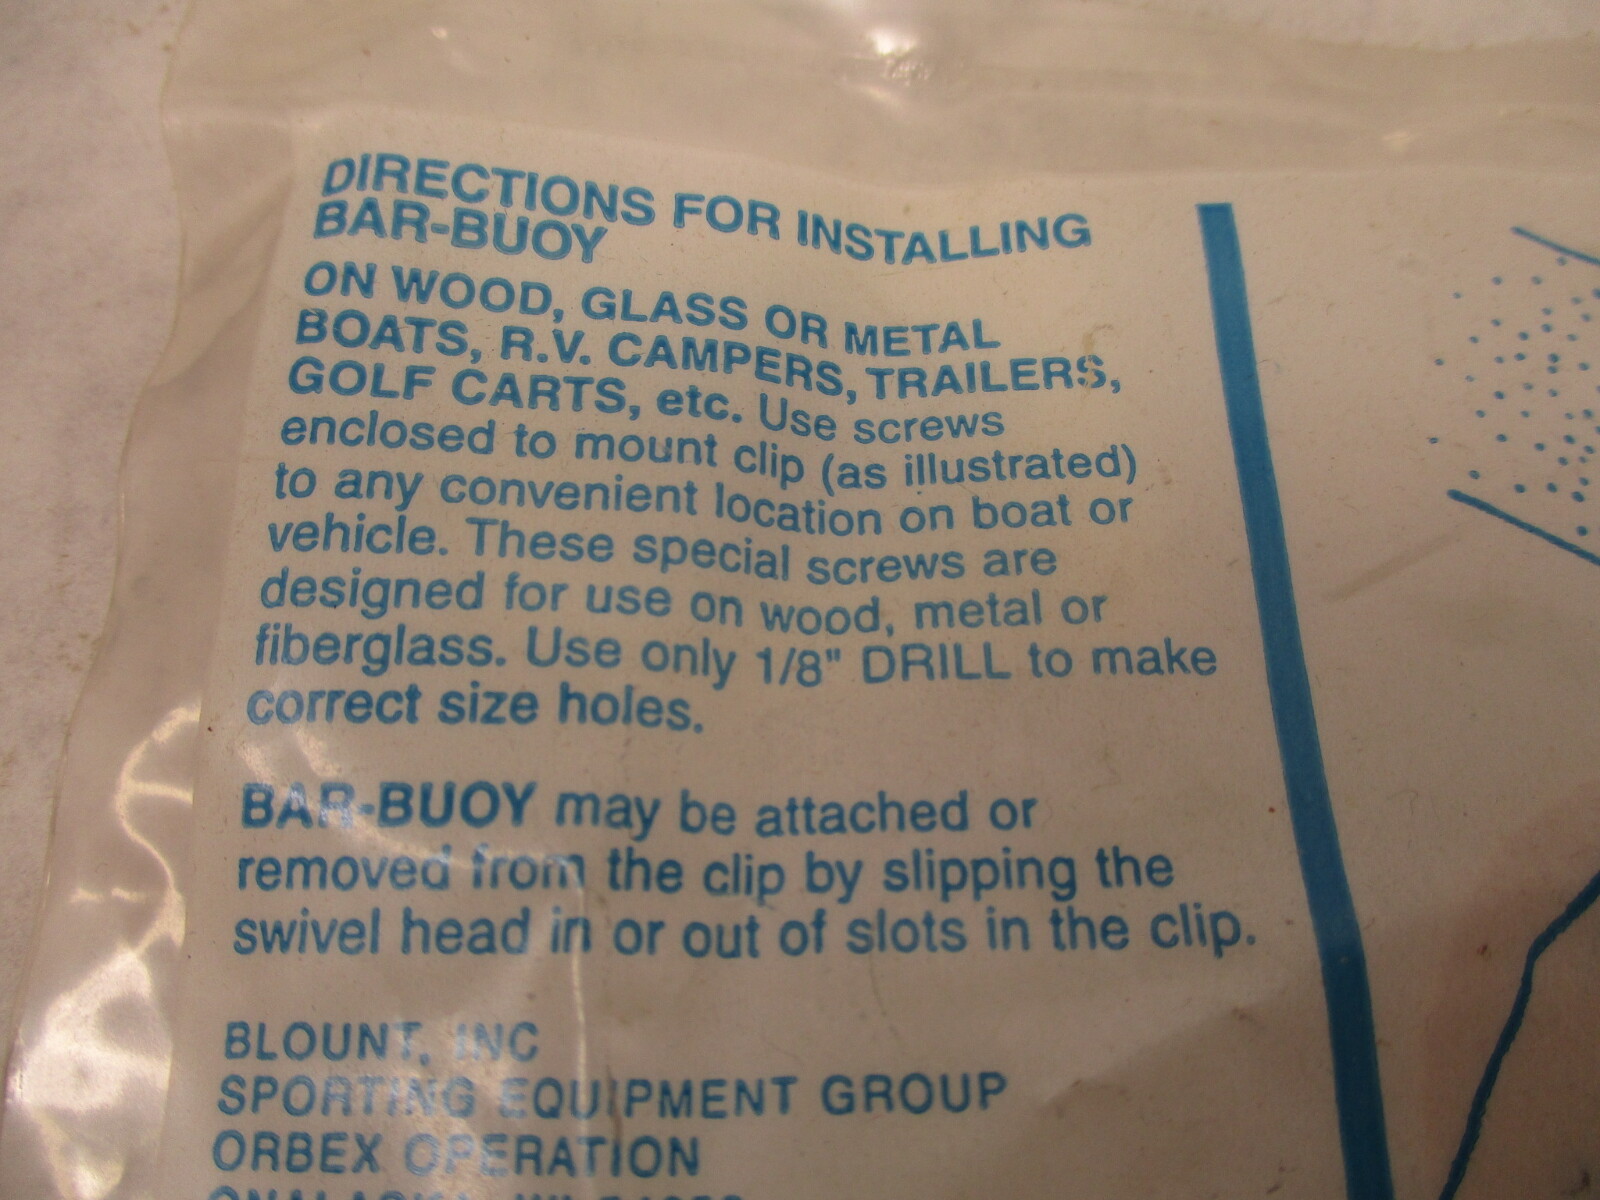 DIRECTIONS FOR INSTALLING
BAR-BUOY
ON WOOD, GLASS OR METAL
BOATS, R.V. CAMPERS, TRAILERS,
GOLF CARTS, etc. Use screws
enclosed to mount clip (as illustrated)
to any convenient location on boat or
vehicle. These special screws are
designed for use on wood, metal or
fiberglass. Use only 1/8" DRILL to make
correct size holes.
BAR-BUOY may be attached or
removed from the clip by slipping the
swivel head in or out of slots in the clip.
BLOUNT, INC
SPORTING EQUIPMENT GROUP
ORBEX OPERATION